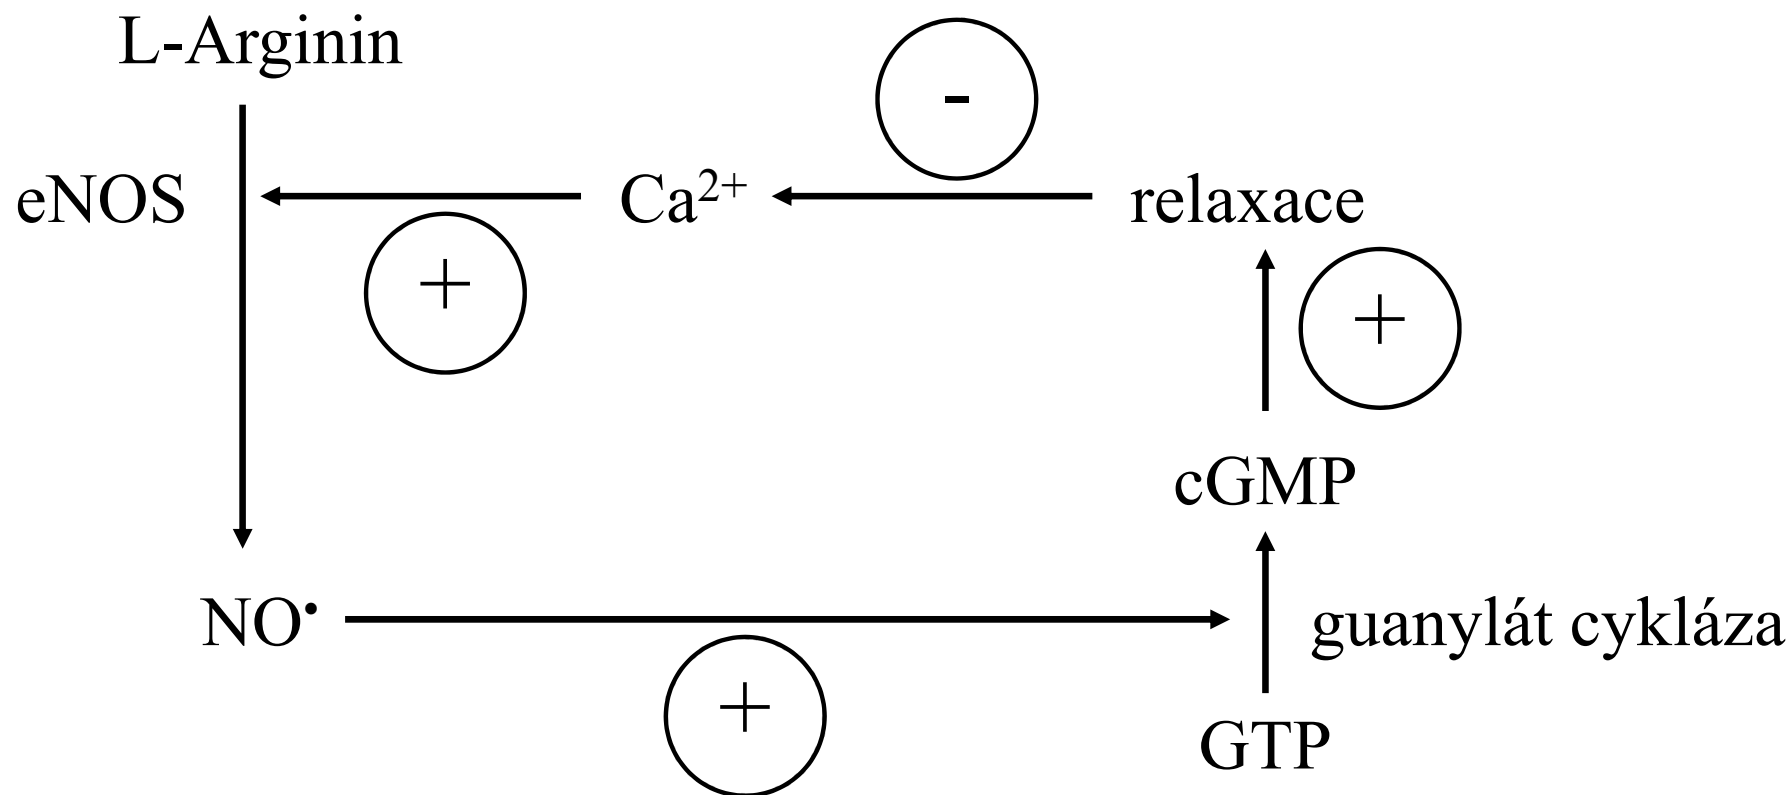 L-Arginin
-
eNOS
Ca²⁺
relaxace
+
+
cGMP
NO•
guanylát cykláza
+
GTP